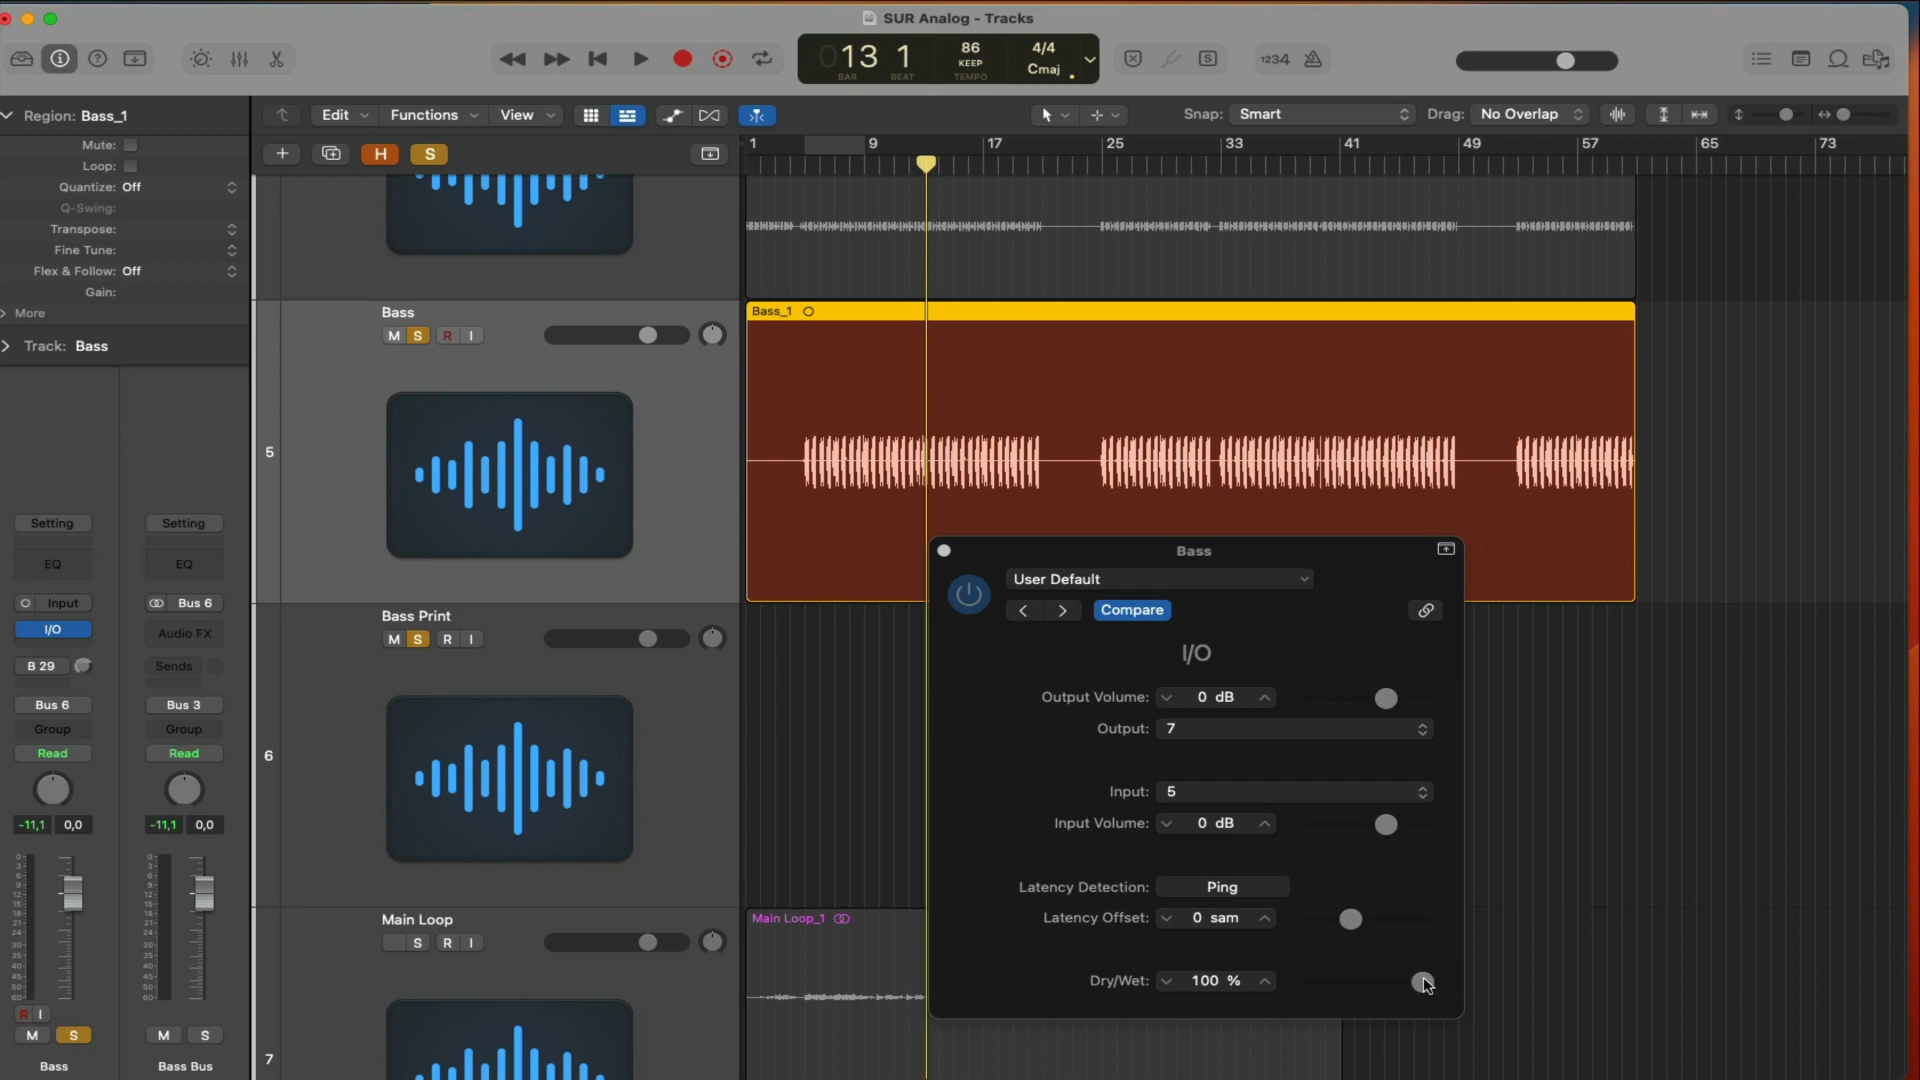 SUR Analog - Tracks
013 1
BAR BEAT
86
KEEP
TEMPO
4/4
Cmaj
1234
S
Region: Bass_1
Mute:
Loop:
Quantize: Off
Q-Swing:
Transpose:
Fine Tune:
Flex & Follow: Off
Gain:
More
Track: Bass
Edit
Functions
View
Snap: Smart
Drag: No Overlap
H
S
1
9
17
25
33
41
49
57
65
73
Bass
M S R I
5
Bass_1
Bass Print
M S R I
6
Main Loop
S R I
7
Main Loop_1
Setting
Setting
EQ
EQ
Input
Bus 6
I/O
Audio FX
B 29
Sends
Bus 6
Bus 3
Group
Group
Read
Read
-11,1 0,0
-11,1 0,0
R I
M S
M S
Bass
Bass Bus
Bass
User Default
Compare
I/O
Output Volume: 0 dB
Output: 7
Input: 5
Input Volume: 0 dB
Latency Detection: Ping
Latency Offset: 0 sam
Dry/Wet: 100 %